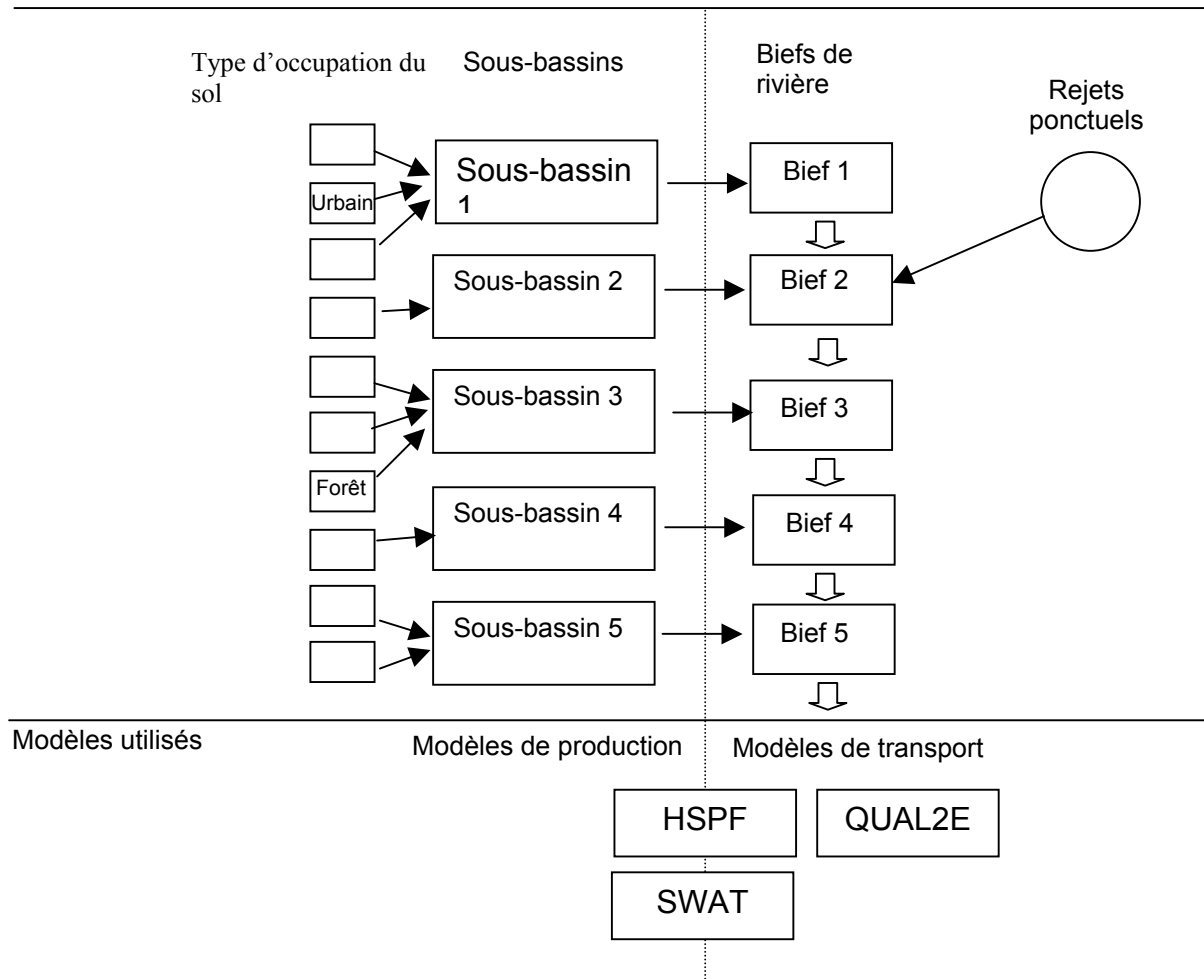 Type d’occupation du
sol
Sous-bassins
Biefs de
rivière
Rejets
ponctuels
Sous-bassin
1
Bief 1
Urbain
Sous-bassin 2
Bief 2
Sous-bassin 3
Bief 3
Forêt
Sous-bassin 4
Bief 4
Sous-bassin 5
Bief 5
Modèles utilisés
Modèles de production
Modèles de transport
HSPF
QUAL2E
SWAT